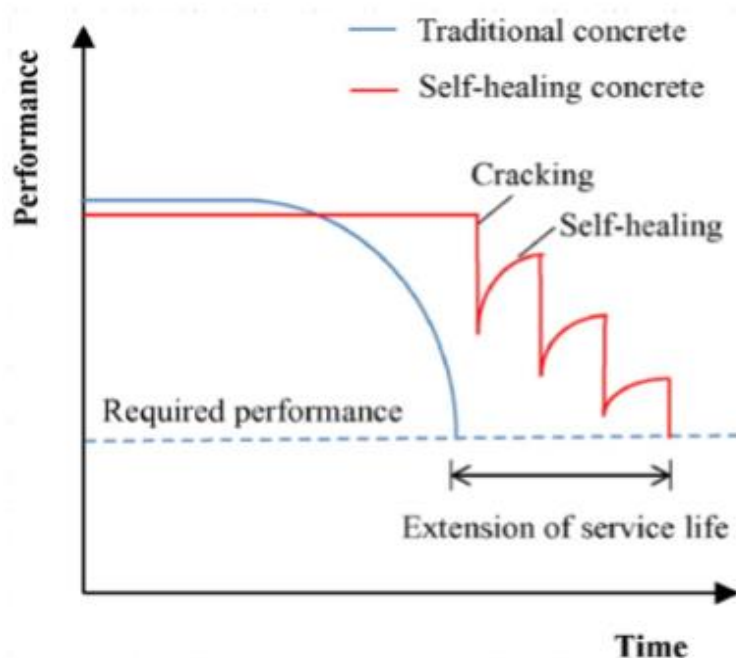 Traditional concrete
Self-healing concrete
Performance
Cracking
Self-healing
Required performance
Extension of service life
Time